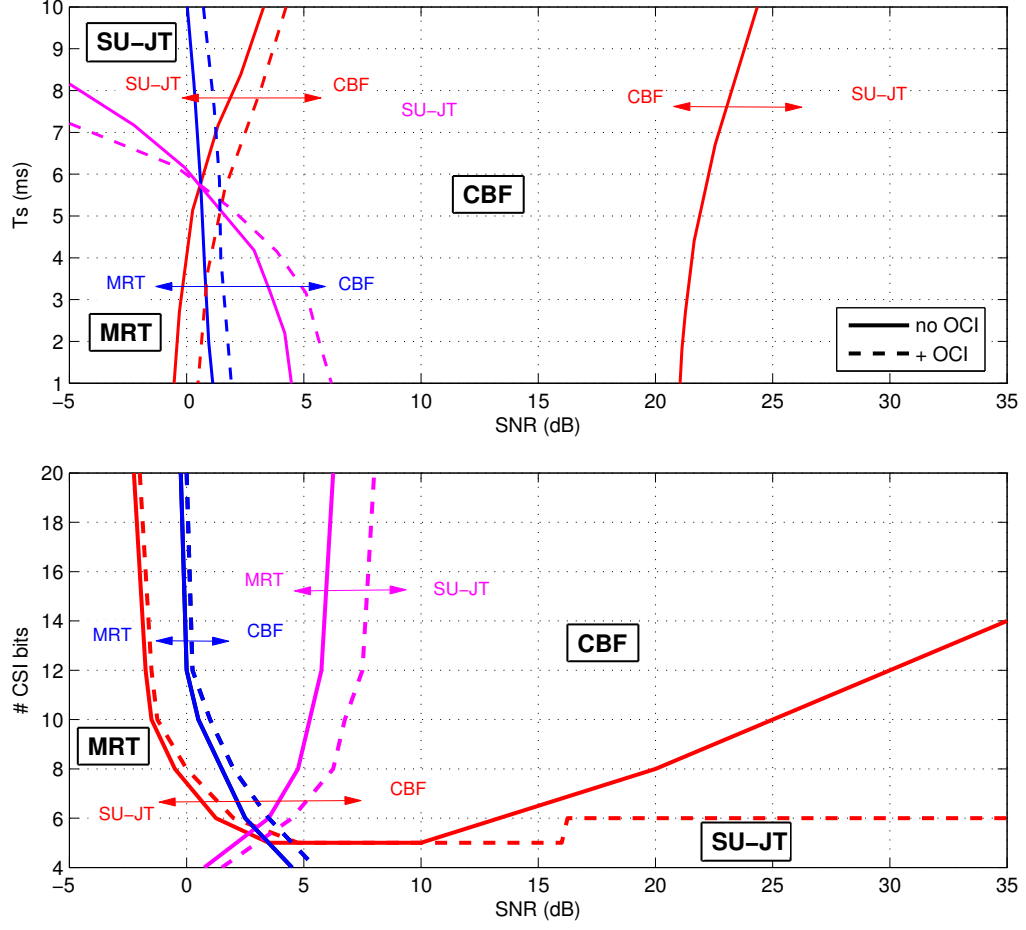 10
9
8
7
6
5
4
3
2
1
Ts (ms)
SU−JT
SU−JT
CBF
SU−JT
CBF
SU−JT
CBF
MRT
CBF
MRT
no OCI
+ OCI
−5 0 5 10 15 20 25 30 35
SNR (dB)
20
18
16
14
12
10
8
6
4
# CSI bits
MRT
SU−JT
MRT
CBF
CBF
MRT
CBF
SU−JT
SU−JT
−5 0 5 10 15 20 25 30 35
SNR (dB)